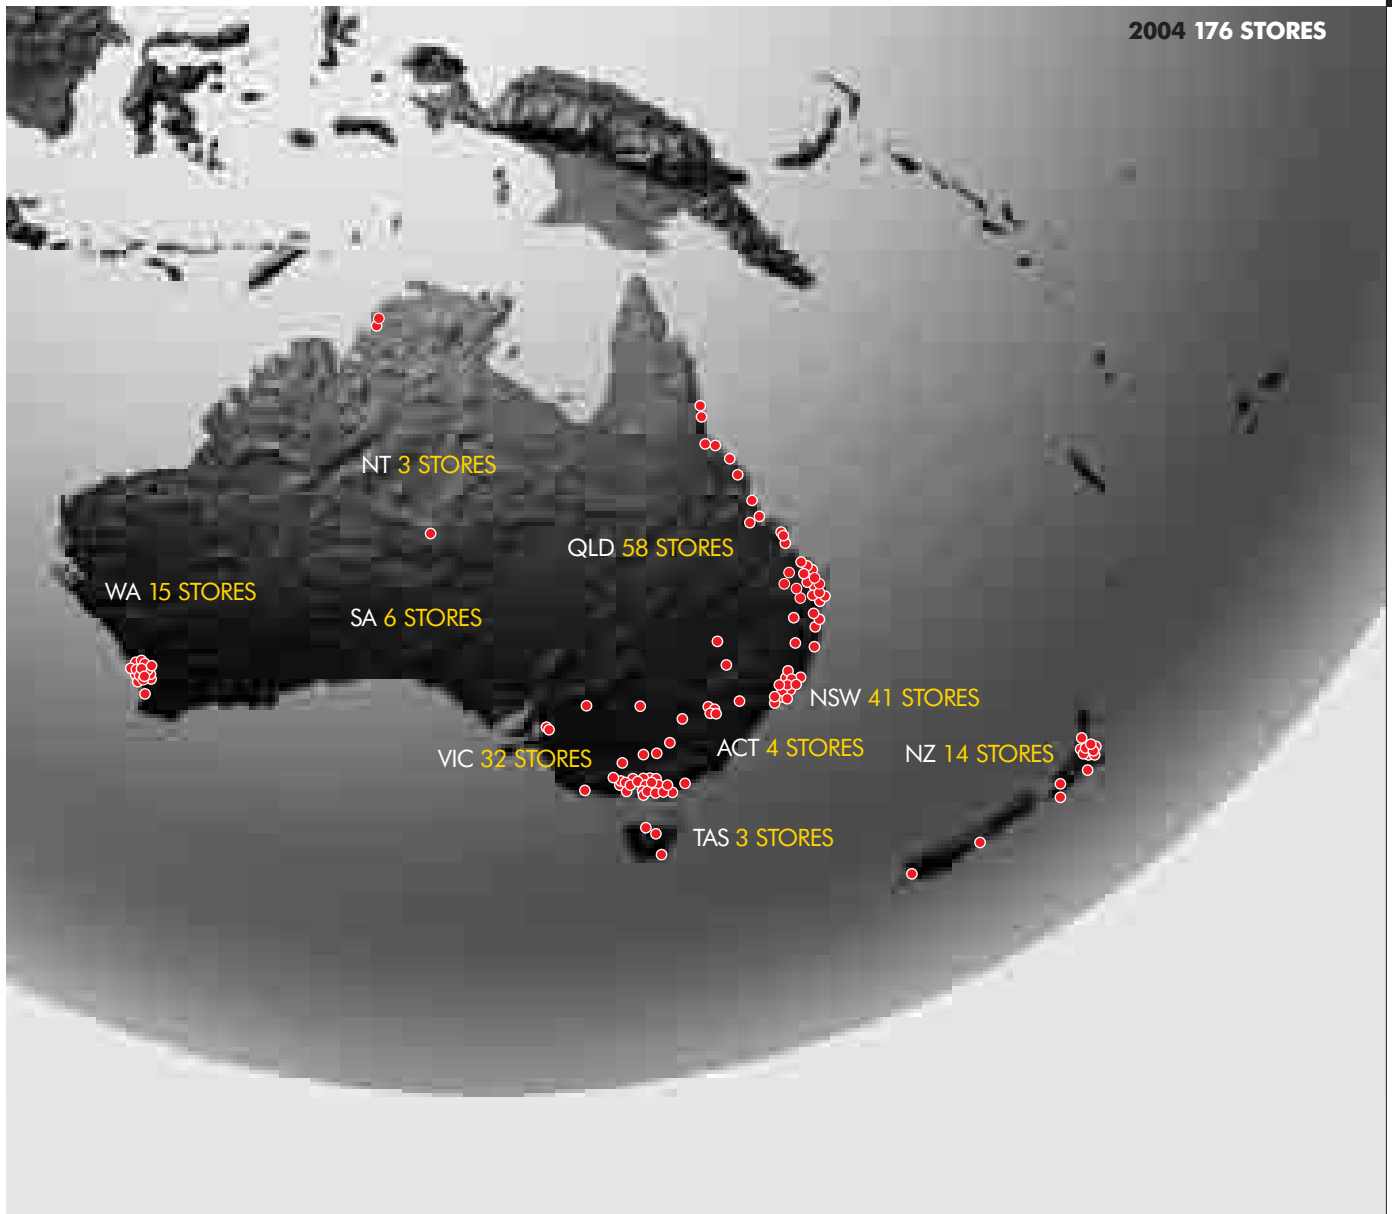 2004 176 STORES
NT 3 STORES
QLD 58 STORES
WA 15 STORES
SA 6 STORES
NSW 41 STORES
ACT 4 STORES
NZ 14 STORES
VIC 32 STORES
TAS 3 STORES